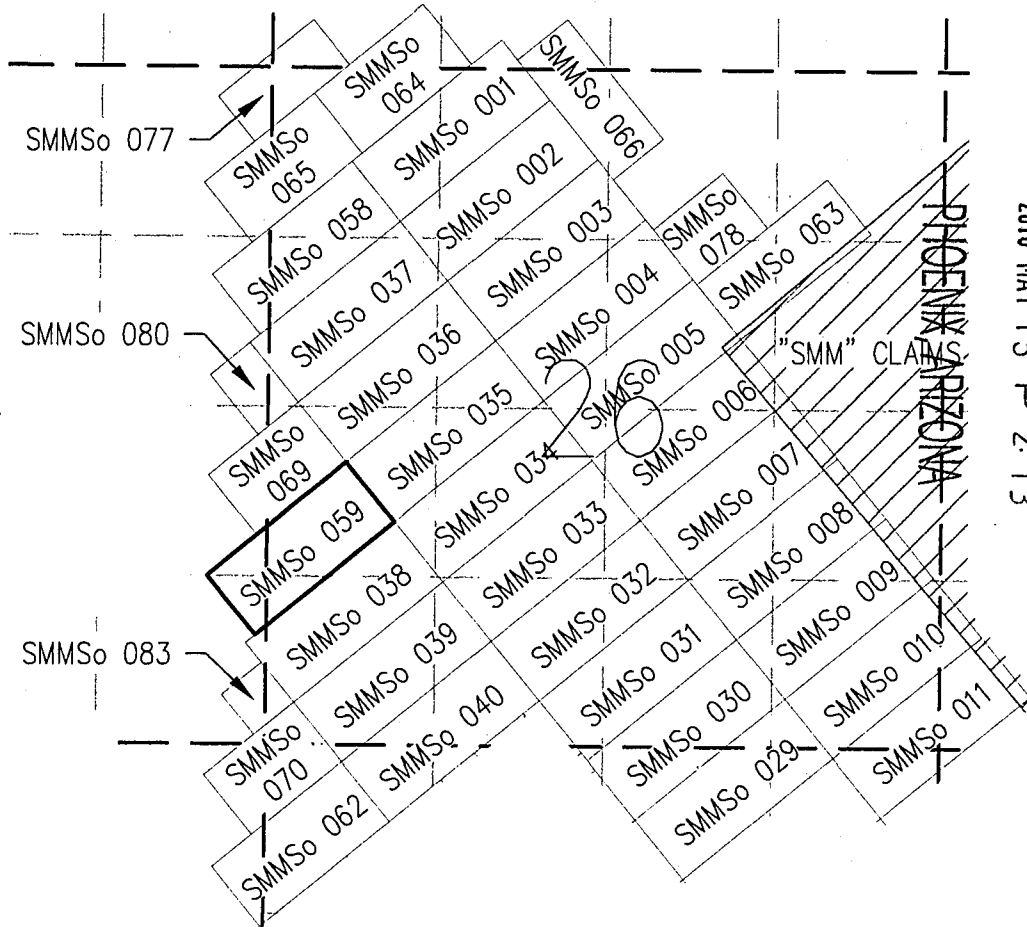 SMMSo 077
SMMSo
064
SMMSo
065
SMMSo 001
SMMSo 066
SMMSo 002
SMMSo 058
SMMSo 003
SMMSo
078
SMMSo 063
SMMSo 037
SMMSo 004
SMMSo 080
SMMSo 036
SMMSo 005
"SMM" CLAIMS
PHOENIX, ARIZONA
26
SMMSo 035
SMMSo 006
SMMSo
069
SMMSo 034
SMMSo 007
SMMSo 059
SMMSo 033
SMMSo 008
SMMSo 038
SMMSo 032
SMMSo 009
SMMSo 083
SMMSo 039
SMMSo 031
SMMSo 010
SMMSo
070
SMMSo 040
SMMSo 030
SMMSo 011
SMMSo 062
SMMSo 029